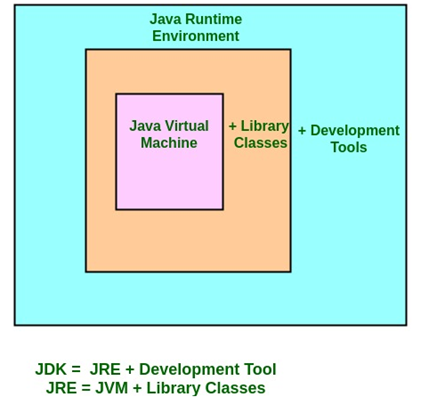 Java Runtime
Environment
Java Virtual
Machine
+ Library
Classes
+ Development
Tools
JDK = JRE + Development Tool
JRE = JVM + Library Classes